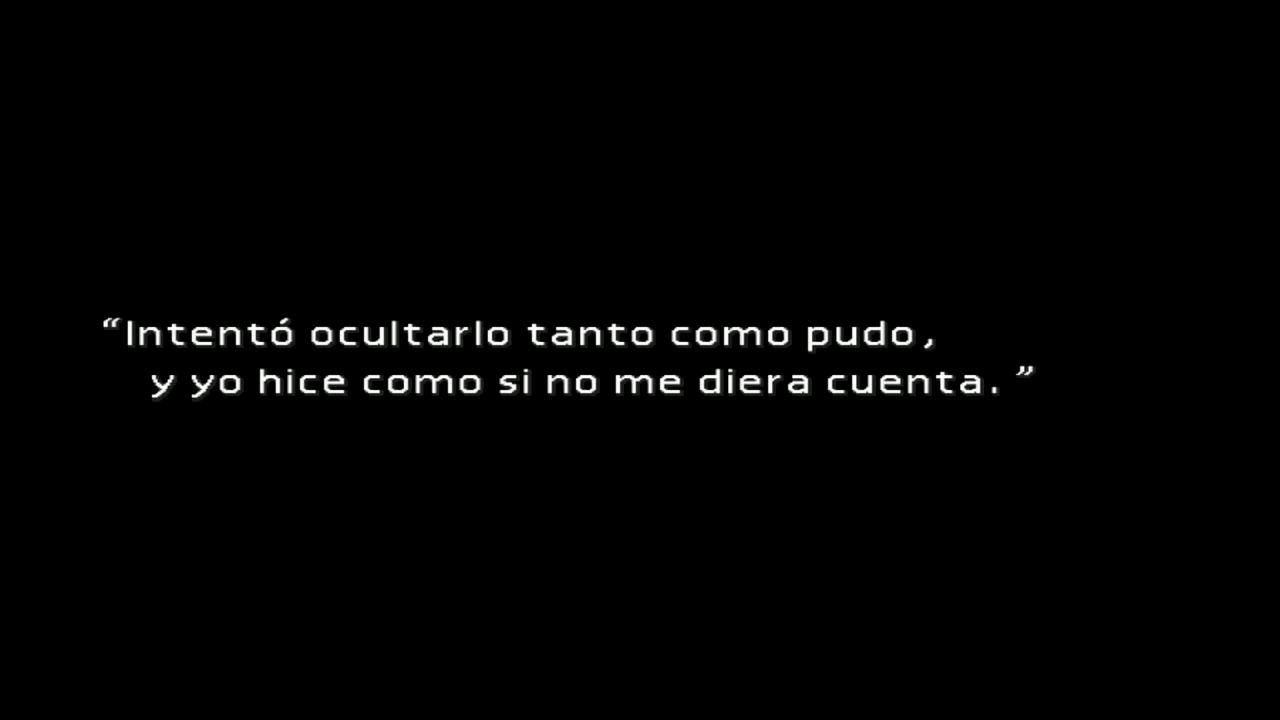 “Intentó ocultarlo tanto como pudo,
y yo hice como si no me diera cuenta. ”